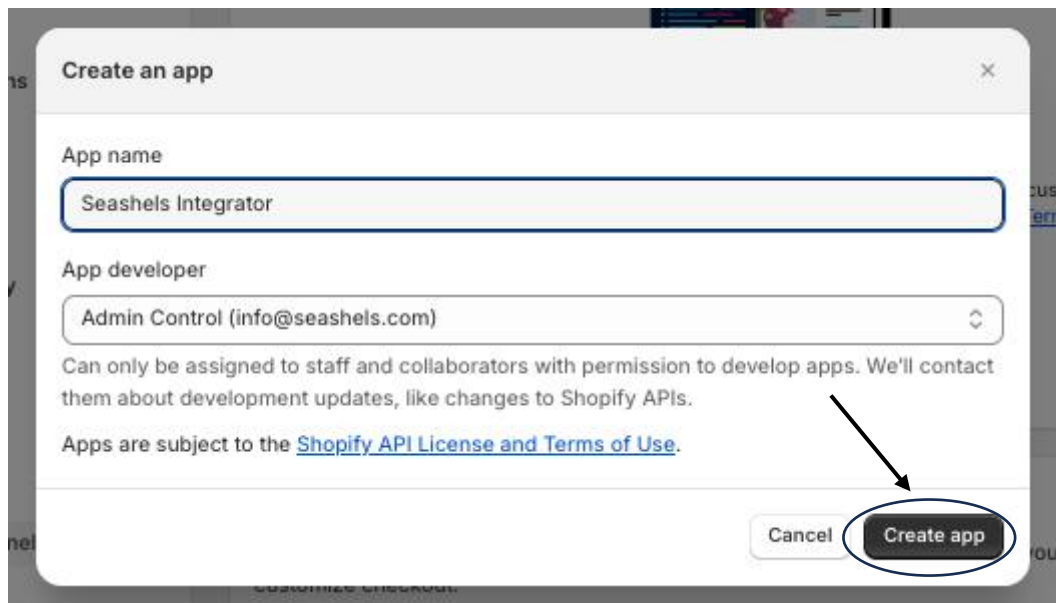 Create an app
App name
Seashels Integrator
App developer
Admin Control (info@seashels.com)
Can only be assigned to staff and collaborators with permission to develop apps. We'll contact
them about development updates, like changes to Shopify APIs.
Apps are subject to the Shopify API License and Terms of Use.
Cancel
Create app
customize checkout.